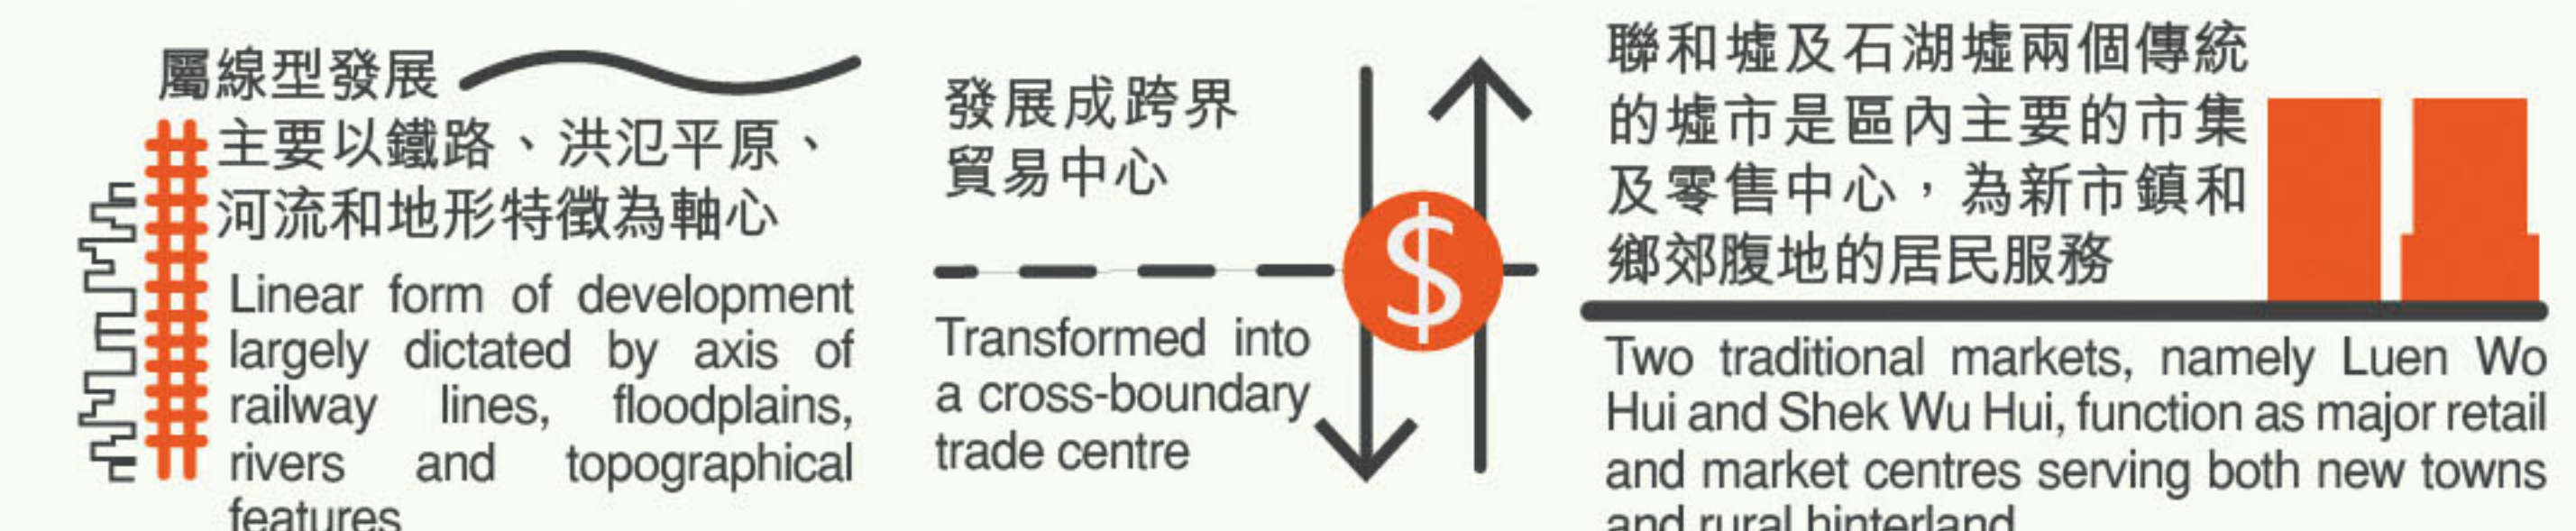 屬線型發展
主要以鐵路、洪氾平原、
河流和地形特徵為軸心
Linear form of development
largely dictated by axis of
railway lines, floodplains,
rivers and topographical
features
發展成跨界
貿易中心
$
Transformed into
a cross-boundary
trade centre
聯和墟及石湖墟兩個傳統
的墟市是區內主要的市集
及零售中心，為新市鎮和
鄉郊腹地的居民服務
Two traditional markets, namely Luen Wo
Hui and Shek Wu Hui, function as major retail
and market centres serving both new towns
and rural hinterland